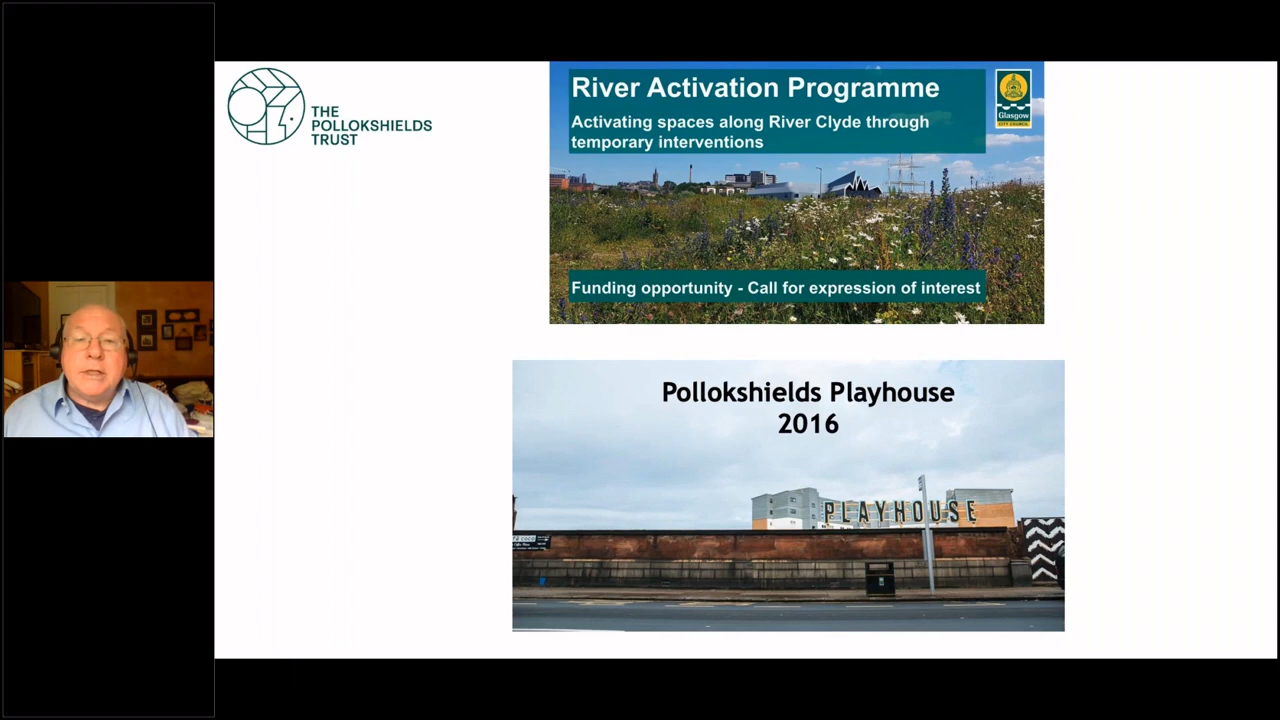 THE
POLLOKSHIELDS
TRUST
River Activation Programme
Activating spaces along River Clyde through
temporary interventions
Glasgow
CITY COUNCIL
Funding opportunity - Call for expression of interest
Pollokshields Playhouse
2016
PLAYHOUSE